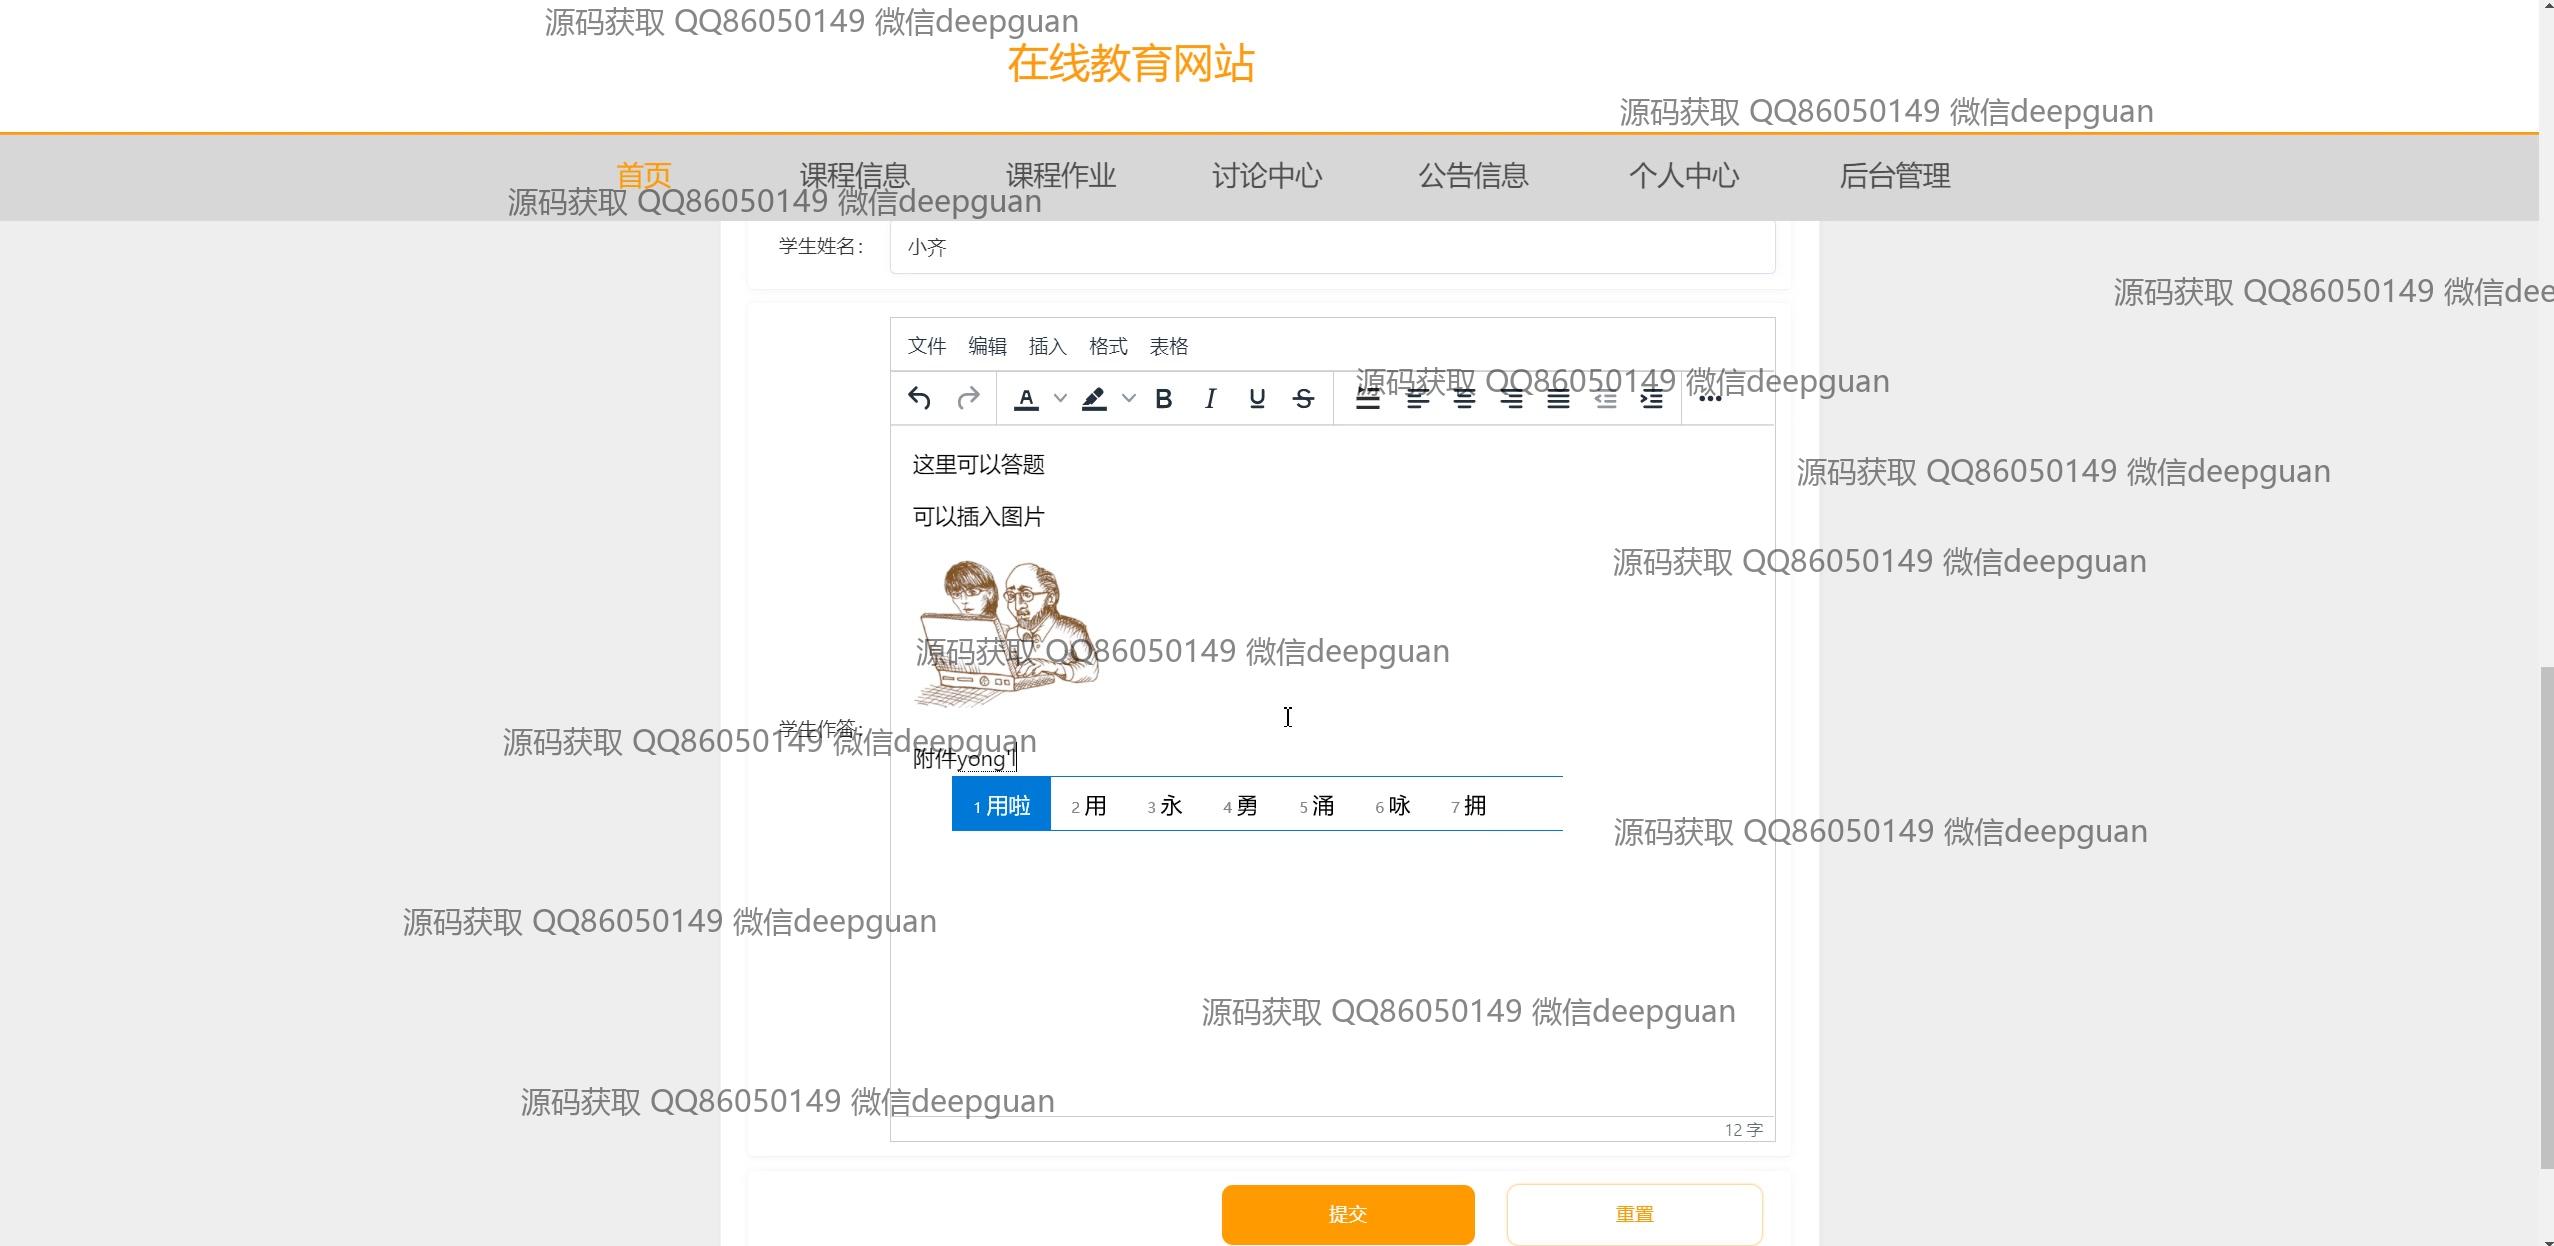 源码获取 QQ86050149 微信deepguan
在线教育网站
源码获取 QQ86050149 微信deepguan
首页 课程信息 课程作业 讨论中心 公告信息 个人中心 后台管理
源码获取 QQ86050149 微信deepguan
学生姓名： 小齐
源码获取 QQ86050149 微信dee
文件 编辑 插入 格式 表格
源码获取 QQ86050149 微信deepguan
这里可以答题
源码获取 QQ86050149 微信deepguan
可以插入图片
源码获取 QQ86050149 微信deepguan
源码获取 QQ86050149 微信deepguan
学生作答：
源码获取 QQ86050149 微信deepguan
附件yong'l
1 用啦 2 用 3 永 4 勇 5 涌 6 咏 7 拥
源码获取 QQ86050149 微信deepguan
源码获取 QQ86050149 微信deepguan
源码获取 QQ86050149 微信deepguan
源码获取 QQ86050149 微信deepguan
12 字
提交 重置